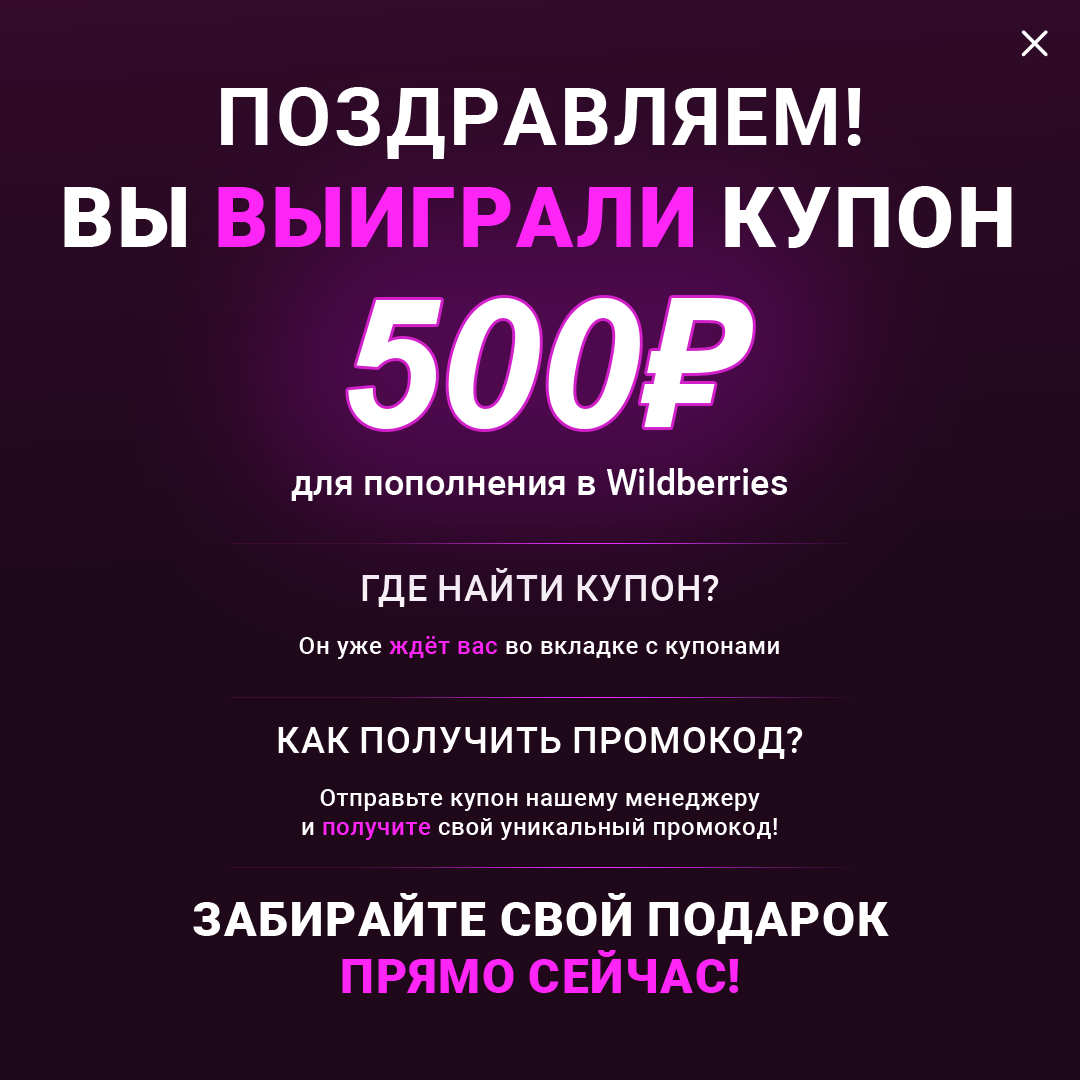 ПОЗДРАВЛЯЕМ!
ВЫ ВЫИГРАЛИ КУПОН
500₽
для пополнения в Wildberries
ГДЕ НАЙТИ КУПОН?
Он уже ждёт вас во вкладке с купонами
КАК ПОЛУЧИТЬ ПРОМОКОД?
Отправьте купон нашему менеджеру
и получите свой уникальный промокод!
ЗАБИРАЙТЕ СВОЙ ПОДАРОК
ПРЯМО СЕЙЧАС!